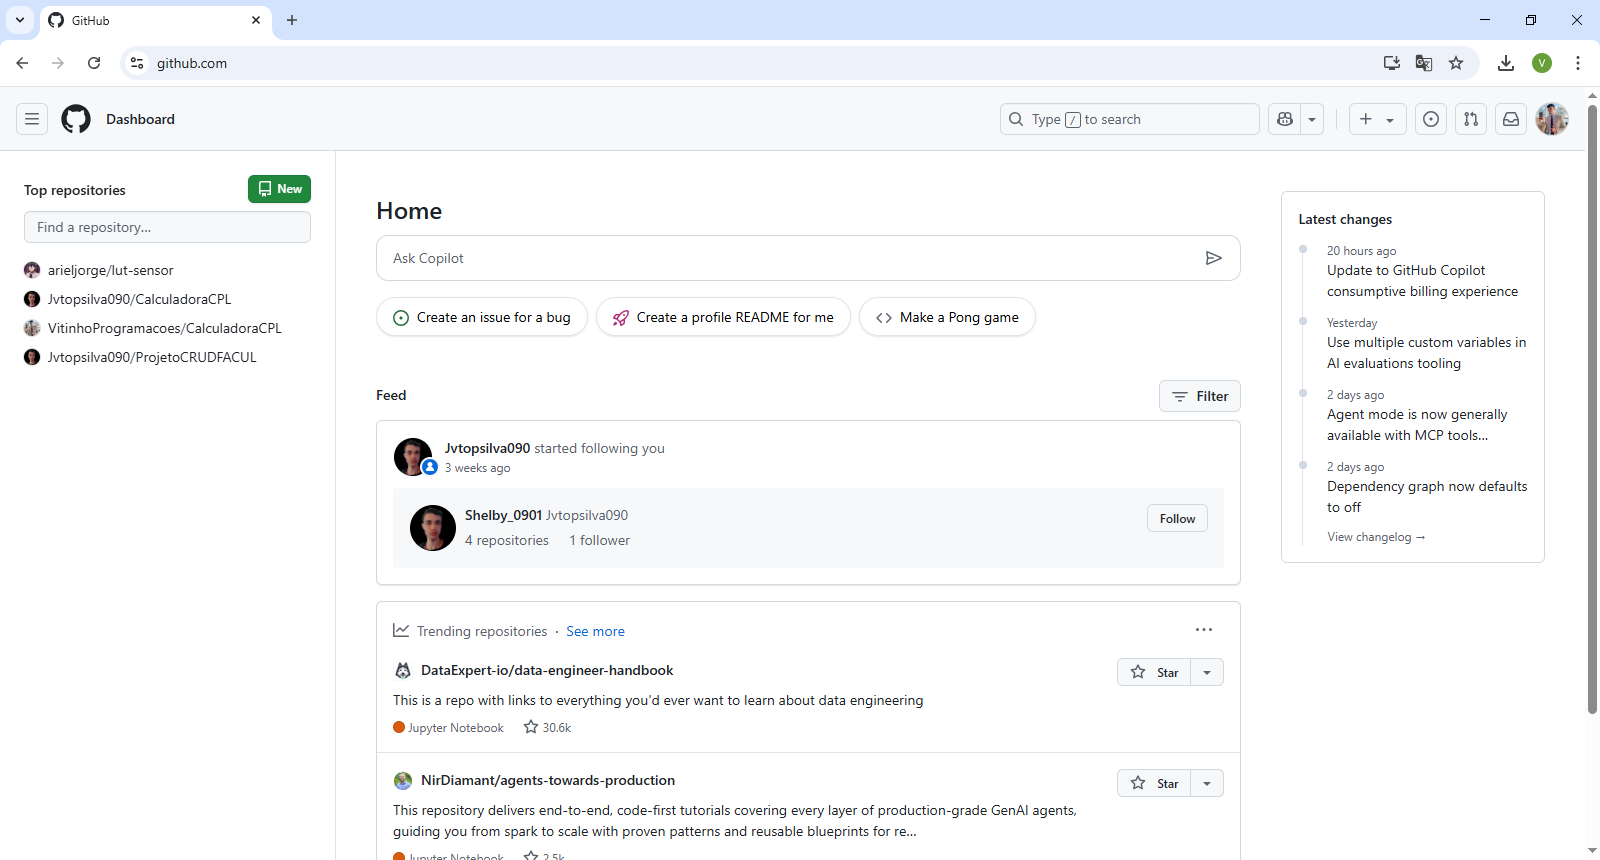 GitHub
github.com
V
Dashboard
Type / to search
Top repositories
New
Find a repository...
arieljorge/lut-sensor
Jvtopsilva090/CalculadoraCPL
VitinhoProgramacoes/CalculadoraCPL
Jvtopsilva090/ProjetoCRUDFACUL
Home
Ask Copilot
Create an issue for a bug
Create a profile README for me
Make a Pong game
Feed
Filter
Jvtopsilva090 started following you
3 weeks ago
Shelby_0901 Jvtopsilva090
4 repositories 1 follower
Follow
Trending repositories · See more
DataExpert-io/data-engineer-handbook
Star
This is a repo with links to everything you'd ever want to learn about data engineering
Jupyter Notebook 30.6k
NirDiamant/agents-towards-production
Star
This repository delivers end-to-end, code-first tutorials covering every layer of production-grade GenAI agents,
guiding you from spark to scale with proven patterns and reusable blueprints for re...
Jupyter Notebook 2.5k
Latest changes
20 hours ago
Update to GitHub Copilot
consumptive billing experience
Yesterday
Use multiple custom variables in
AI evaluations tooling
2 days ago
Agent mode is now generally
available with MCP tools...
2 days ago
Dependency graph now defaults
to off
View changelog →